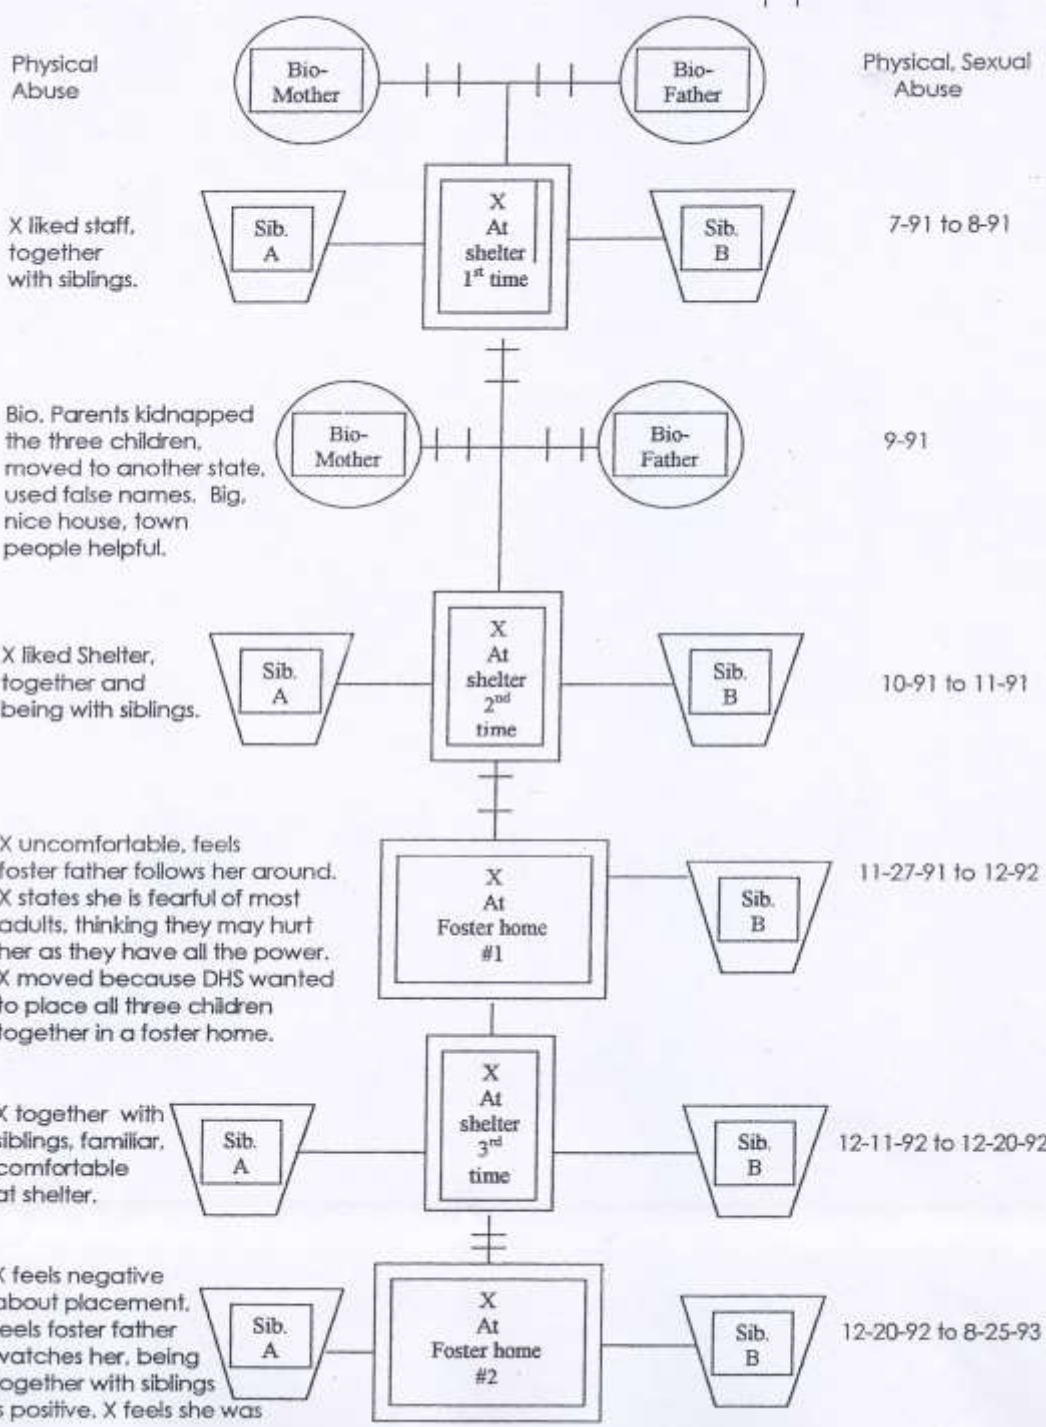 Physical
Abuse
Bio-
Mother
Bio-
Father
Physical, Sexual
Abuse
X liked staff,
together
with siblings.
Sib.
A
X
At
shelter
1st time
Sib.
B
7-91 to 8-91
Bio. Parents kidnapped
the three children,
moved to another state,
used false names. Big,
nice house, town
people helpful.
Bio-
Mother
Bio-
Father
9-91
X liked Shelter,
together and
being with siblings.
Sib.
A
X
At
shelter
2nd
time
Sib.
B
10-91 to 11-91
X uncomfortable, feels
foster father follows her around.
X states she is fearful of most
adults, thinking they may hurt
her as they have all the power.
X moved because DHS wanted
to place all three children
together in a foster home.
X
At
Foster home
#1
Sib.
B
11-27-91 to 12-92
X together with
siblings, familiar,
comfortable
at shelter.
Sib.
A
X
At
shelter
3rd
time
Sib.
B
12-11-92 to 12-20-92
X feels negative
about placement,
feels foster father
watches her, being
together with siblings
is positive. X feels she was
Sib.
A
X
At
Foster home
#2
Sib.
B
12-20-92 to 8-25-93